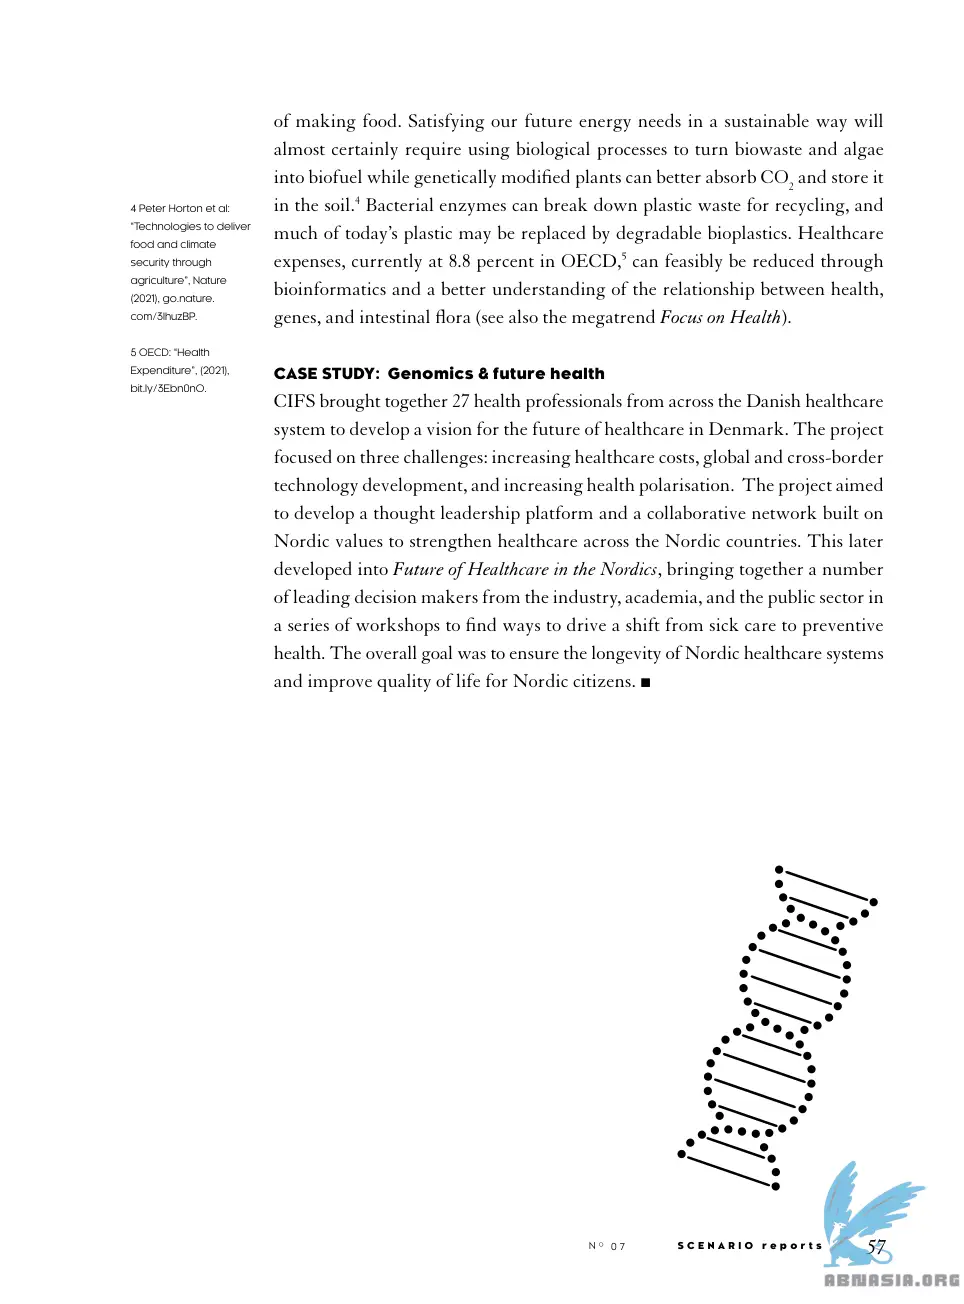 of making food. Satisfying our future energy needs in a sustainable way will
almost certainly require using biological processes to turn biowaste and algae
into biofuel while genetically modified plants can better absorb CO2 and store it
in the soil.4 Bacterial enzymes can break down plastic waste for recycling, and
much of today’s plastic may be replaced by degradable bioplastics. Healthcare
expenses, currently at 8.8 percent in OECD,5 can feasibly be reduced through
bioinformatics and a better understanding of the relationship between health,
genes, and intestinal flora (see also the megatrend Focus on Health).
4 Peter Horton et al:
“Technologies to deliver
food and climate
security through
agriculture”, Nature
(2021), go.nature.
com/3IhuzBP.
5 OECD: “Health
Expenditure”, (2021),
bit.ly/3Ebn0nO.
CASE STUDY: Genomics & future health
CIFS brought together 27 health professionals from across the Danish healthcare
system to develop a vision for the future of healthcare in Denmark. The project
focused on three challenges: increasing healthcare costs, global and cross-border
technology development, and increasing health polarisation. The project aimed
to develop a thought leadership platform and a collaborative network built on
Nordic values to strengthen healthcare across the Nordic countries. This later
developed into Future of Healthcare in the Nordics, bringing together a number
of leading decision makers from the industry, academia, and the public sector in
a series of workshops to find ways to drive a shift from sick care to preventive
health. The overall goal was to ensure the longevity of Nordic healthcare systems
and improve quality of life for Nordic citizens. ■
Nº 07 SCENARIO reports 57
ABNASIA.ORG